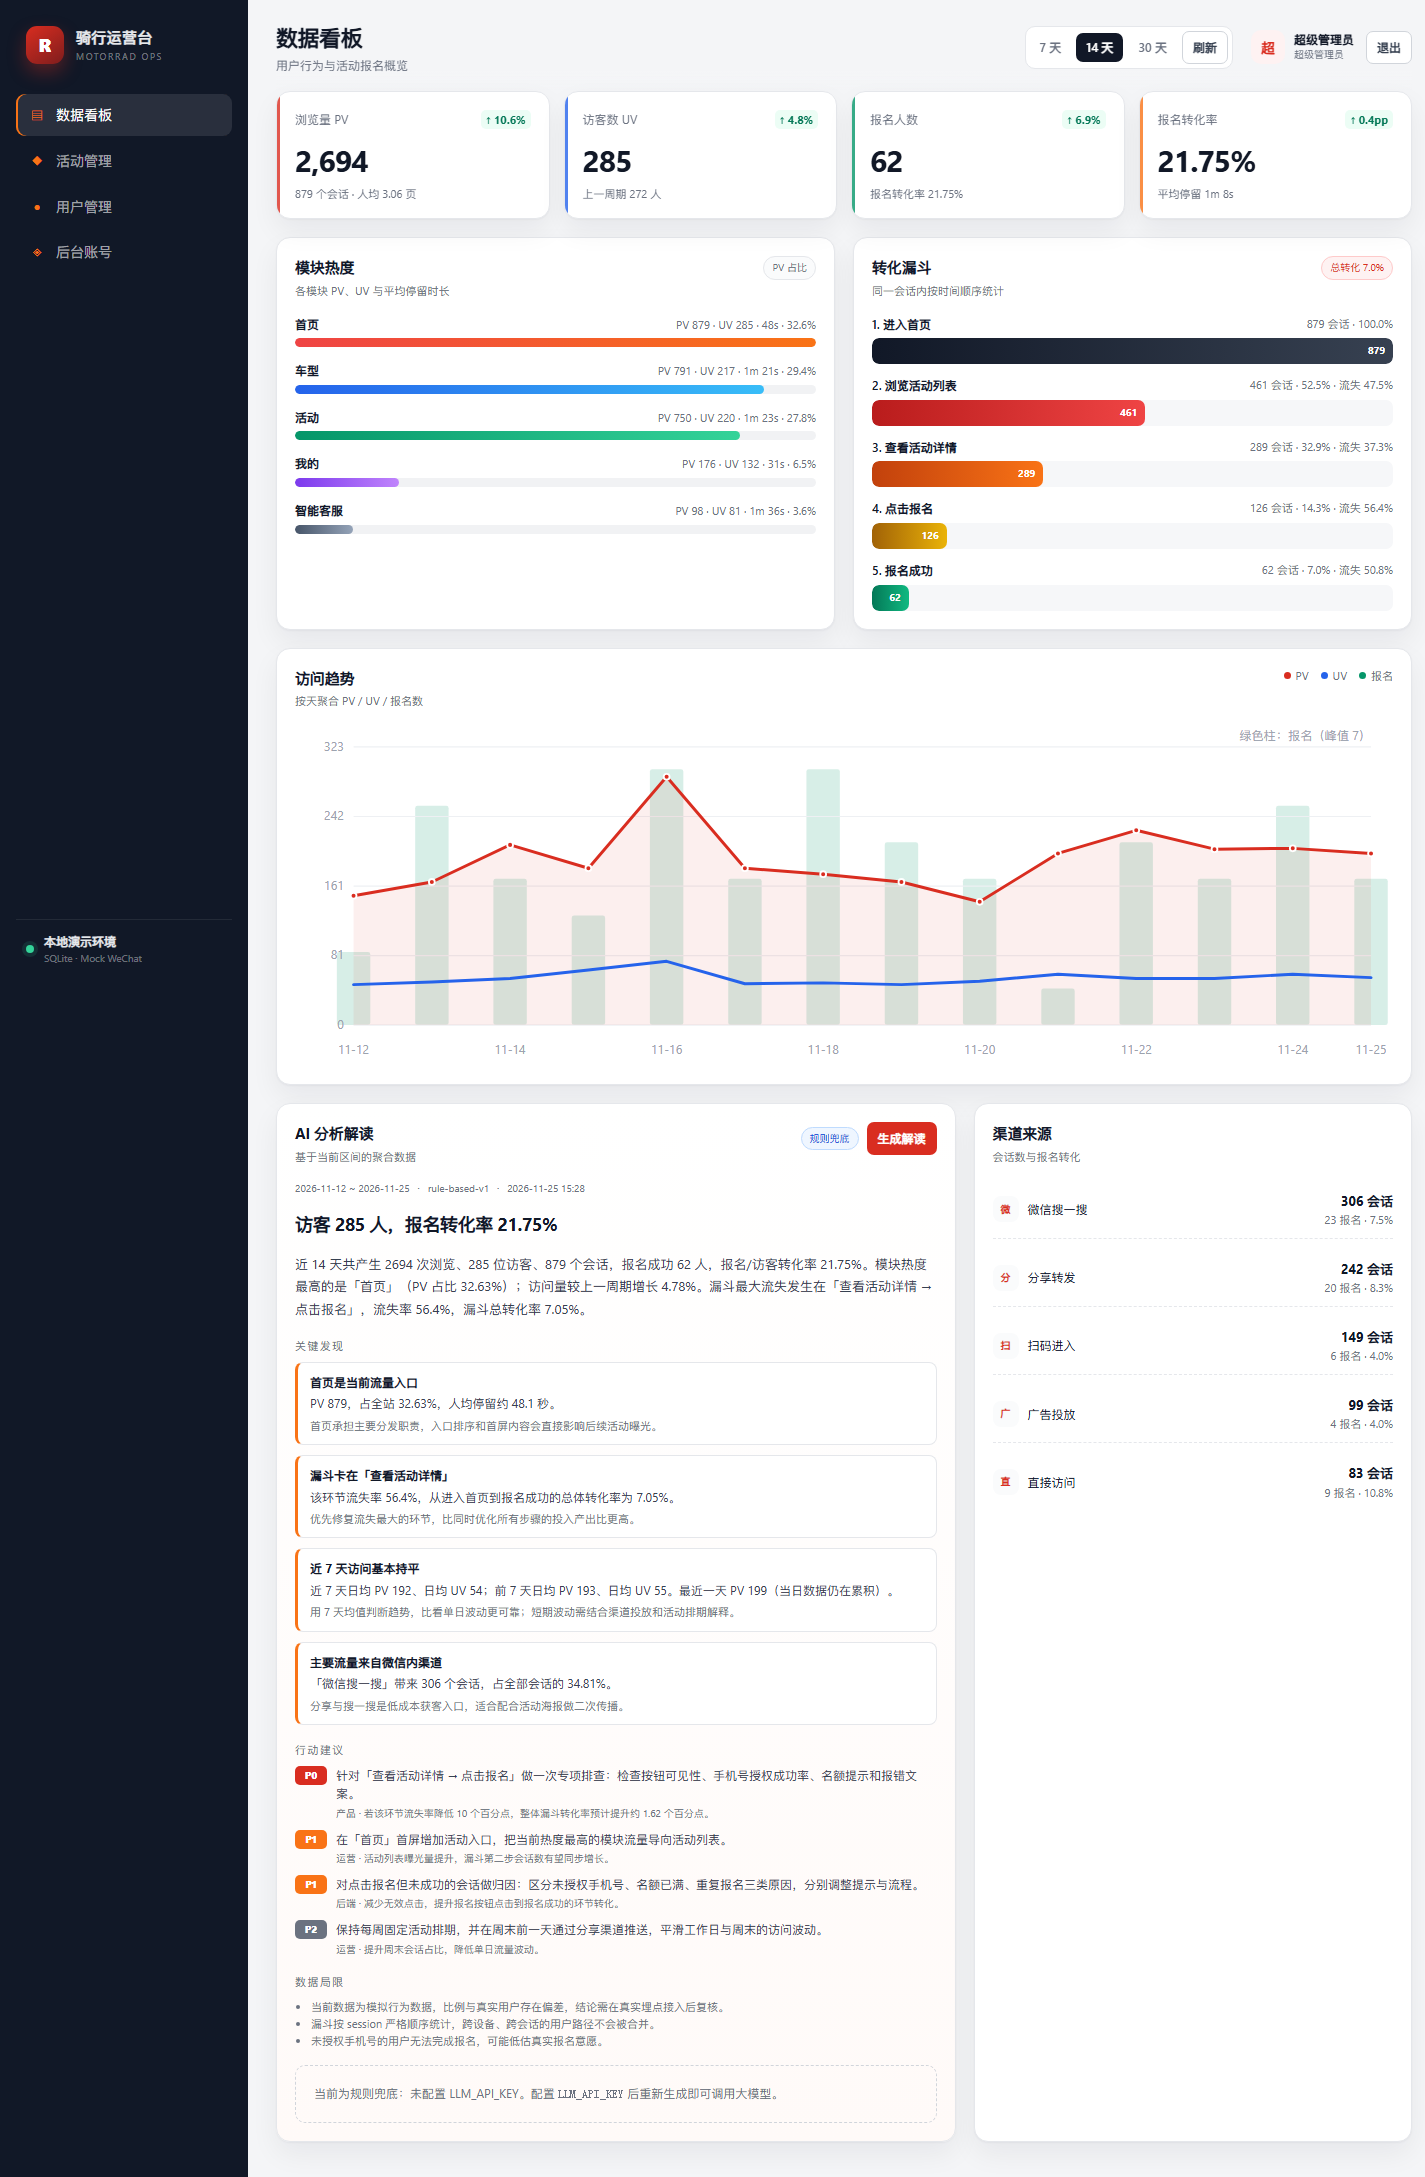 R
骑行运营台
MOTORRAD OPS
数据看板
活动管理
用户管理
后台账号
本地演示环境
SQLite · Mock WeChat
数据看板
用户行为与活动报名概览
7 天
14 天
30 天
刷新
超
超级管理员
超级管理员
退出
浏览量 PV
↑ 10.6%
2,694
879 个会话 · 人均 3.06 页
访客数 UV
↑ 4.8%
285
上一周期 272 人
报名人数
↑ 6.9%
62
报名转化率 21.75%
报名转化率
↑ 0.4pp
21.75%
平均停留 1m 8s
模块热度
PV 占比
各模块 PV、UV 与平均停留时长
首页
PV 879 · UV 285 · 48s · 32.6%
车型
PV 791 · UV 217 · 1m 21s · 29.4%
活动
PV 750 · UV 220 · 1m 23s · 27.8%
我的
PV 176 · UV 132 · 31s · 6.5%
智能客服
PV 98 · UV 81 · 1m 36s · 3.6%
转化漏斗
总转化 7.0%
同一会话内按时间顺序统计
1. 进入首页
879 会话 · 100.0%
879
2. 浏览活动列表
461 会话 · 52.5% · 流失 47.5%
461
3. 查看活动详情
289 会话 · 32.9% · 流失 37.3%
289
4. 点击报名
126 会话 · 14.3% · 流失 56.4%
126
5. 报名成功
62 会话 · 7.0% · 流失 50.8%
62
访问趋势
PV
UV
报名
按天聚合 PV / UV / 报名数
绿色柱：报名（峰值 7）
323
242
161
81
0
11-12
11-14
11-16
11-18
11-20
11-22
11-24
11-25
AI 分析解读
规则兜底
生成解读
基于当前区间的聚合数据
2026-11-12 ~ 2026-11-25 · rule-based-v1 · 2026-11-25 15:28
访客 285 人，报名转化率 21.75%
近 14 天共产生 2694 次浏览、285 位访客、879 个会话，报名成功 62 人，报名/访客转化率 21.75%。模块热度
最高的是「首页」（PV 占比 32.63%）；访问量较上一周期增长 4.78%。漏斗最大流失发生在「查看活动详情 →
点击报名」，流失率 56.4%，漏斗总转化率 7.05%。
关键发现
首页是当前流量入口
PV 879，占全站 32.63%，人均停留约 48.1 秒。
首页承担主要分发职责，入口排序和首屏内容会直接影响后续活动曝光。
漏斗卡在「查看活动详情」
该环节流失率 56.4%，从进入首页到报名成功的总体转化率为 7.05%。
优先修复流失最大的环节，比同时优化所有步骤的投入产出比更高。
近 7 天访问基本持平
近 7 天日均 PV 192、日均 UV 54；前 7 天日均 PV 193、日均 UV 55。最近一天 PV 199（当日数据仍在累积）。
用 7 天均值判断趋势，比看单日波动更可靠；短期波动需结合渠道投放和活动排期解释。
主要流量来自微信内渠道
「微信搜一搜」带来 306 个会话，占全部会话的 34.81%。
分享与搜一搜是低成本获客入口，适合配合活动海报做二次传播。
行动建议
P0
针对「查看活动详情 → 点击报名」做一次专项排查：检查按钮可见性、手机号授权成功率、名额提示和报错文
案。
产品 · 若该环节流失率降低 10 个百分点，整体漏斗转化率预计提升约 1.62 个百分点。
P1
在「首页」首屏增加活动入口，把当前热度最高的模块流量导向活动列表。
运营 · 活动列表曝光量提升，漏斗第二步会话数有望同步增长。
P1
对点击报名但未成功的会话做归因：区分未授权手机号、名额已满、重复报名三类原因，分别调整提示与流程。
后端 · 减少无效点击，提升报名按钮点击到报名成功的环节转化。
P2
保持每周固定活动排期，并在周末前一天通过分享渠道推送，平滑工作日与周末的访问波动。
运营 · 提升周末会话占比，降低单日流量波动。
数据局限
当前数据为模拟行为数据，比例与真实用户存在偏差，结论需在真实埋点接入后复核。
漏斗按 session 严格顺序统计，跨设备、跨会话的用户路径不会被合并。
未授权手机号的用户无法完成报名，可能低估真实报名意愿。
当前为规则兜底：未配置 LLM_API_KEY。配置 LLM_API_KEY 后重新生成即可调用大模型。
渠道来源
会话数与报名转化
微
微信搜一搜
306 会话
23 报名 · 7.5%
分
分享转发
242 会话
20 报名 · 8.3%
扫
扫码进入
149 会话
6 报名 · 4.0%
广
广告投放
99 会话
4 报名 · 4.0%
直
直接访问
83 会话
9 报名 · 10.8%